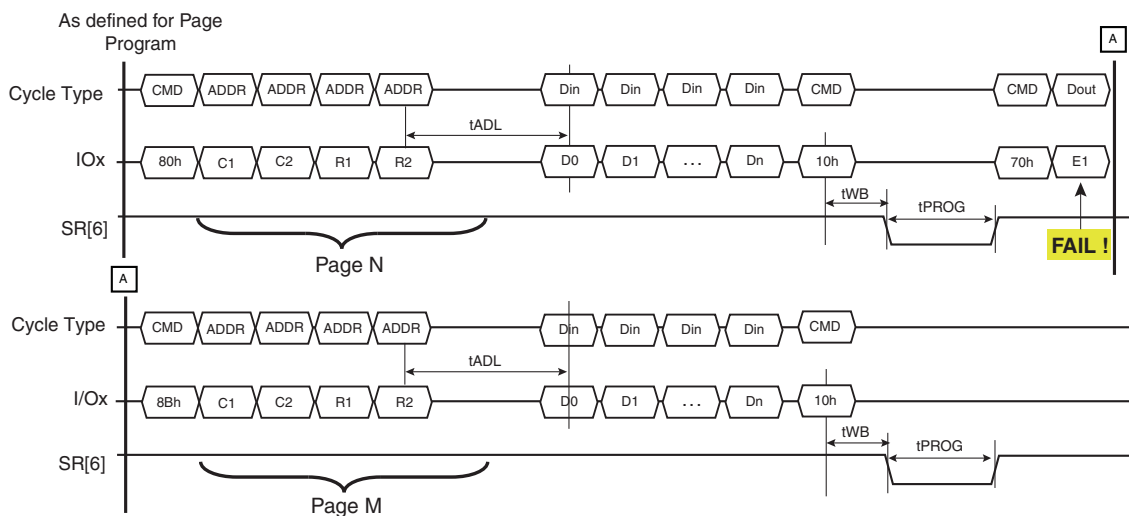 As defined for Page
Program
A
Cycle Type CMD ADDR ADDR ADDR ADDR Din Din Din Din CMD CMD Dout
tADL
IOx 80h C1 C2 R1 R2 D0 D1 ... Dn 10h 70h E1
tWB tPROG
SR[6]
FAIL !
Page N
A
Cycle Type CMD ADDR ADDR ADDR ADDR Din Din Din Din CMD
tADL
I/Ox 8Bh C1 C2 R1 R2 D0 D1 ... Dn 10h
tWB tPROG
SR[6]
Page M